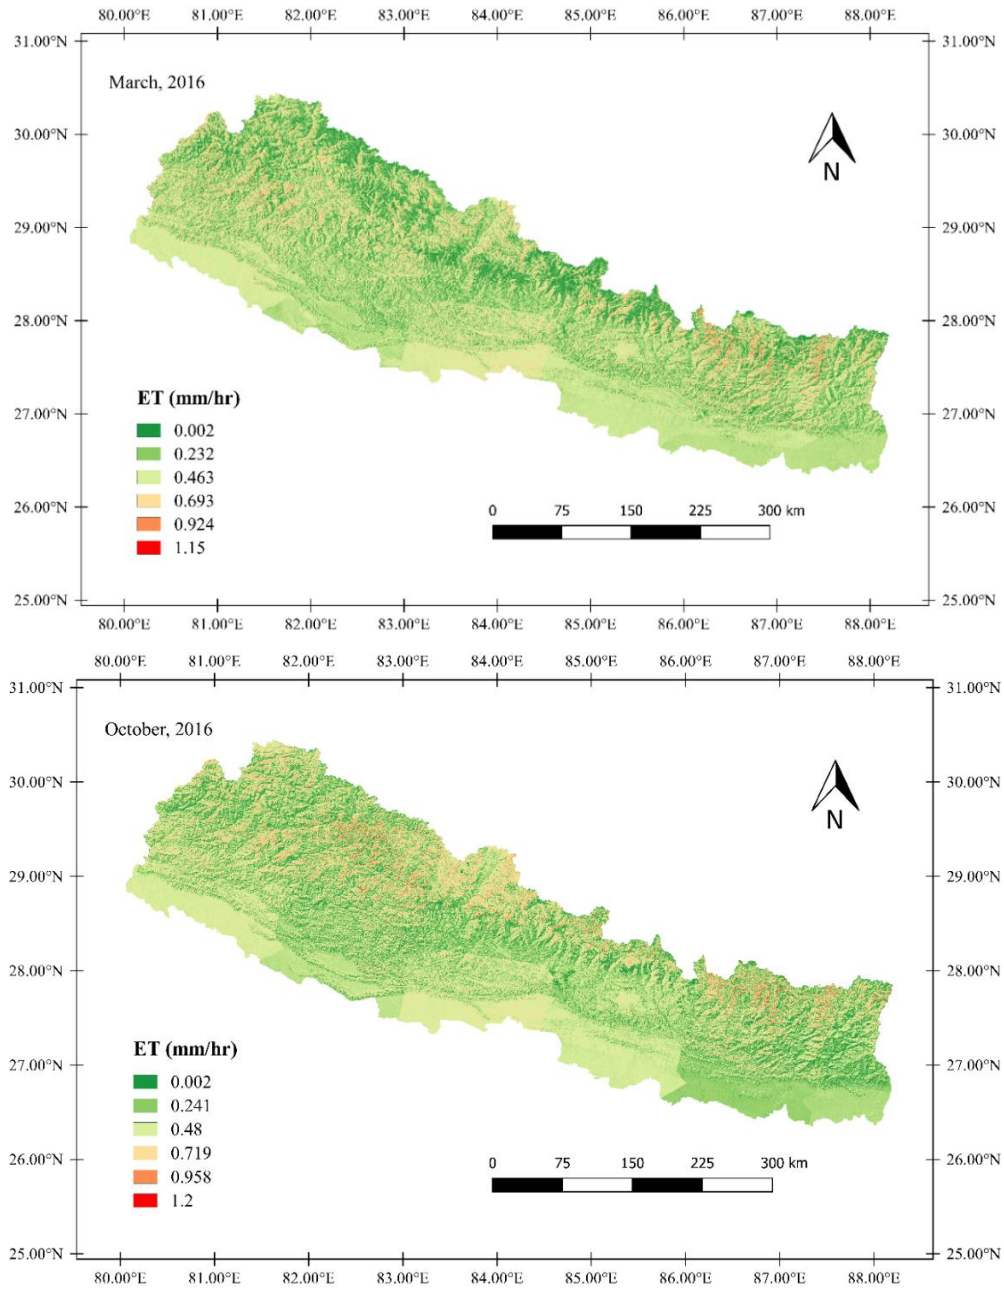 80.00°E 81.00°E 82.00°E 83.00°E 84.00°E 85.00°E 86.00°E 87.00°E 88.00°E
31.00°N 31.00°N
March, 2016
30.00°N 30.00°N
N
29.00°N 29.00°N
28.00°N 28.00°N
ET (mm/hr)
27.00°N 27.00°N
0.002
0.232
0.463
26.00°N 26.00°N
0.693
0 75 150 225 300 km
0.924
1.15
25.00°N 25.00°N
80.00°E 81.00°E 82.00°E 83.00°E 84.00°E 85.00°E 86.00°E 87.00°E 88.00°E
80.00°E 81.00°E 82.00°E 83.00°E 84.00°E 85.00°E 86.00°E 87.00°E 88.00°E
31.00°N 31.00°N
October, 2016
30.00°N 30.00°N
N
29.00°N 29.00°N
28.00°N 28.00°N
ET (mm/hr)
27.00°N 27.00°N
0.002
0.241
0.48
26.00°N 26.00°N
0.719
0 75 150 225 300 km
0.958
1.2
25.00°N 25.00°N
80.00°E 81.00°E 82.00°E 83.00°E 84.00°E 85.00°E 86.00°E 87.00°E 88.00°E